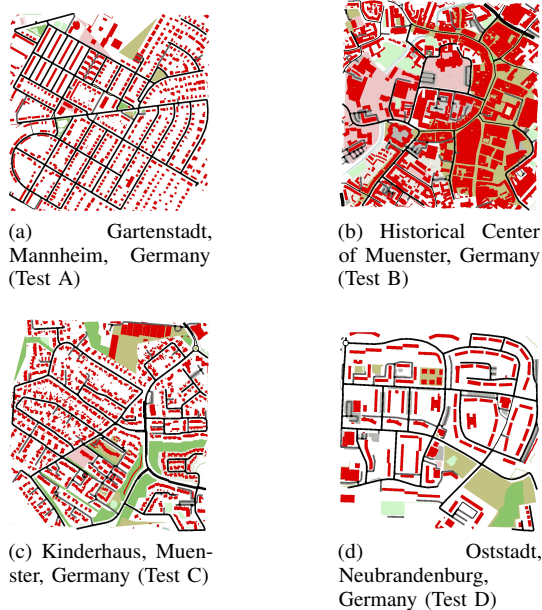 (a) Gartenstadt,
Mannheim, Germany
(Test A)
(b) Historical Center
of Muenster, Germany
(Test B)
(c) Kinderhaus, Muen-
ster, Germany (Test C)
(d) Oststadt,
Neubrandenburg,
Germany (Test D)